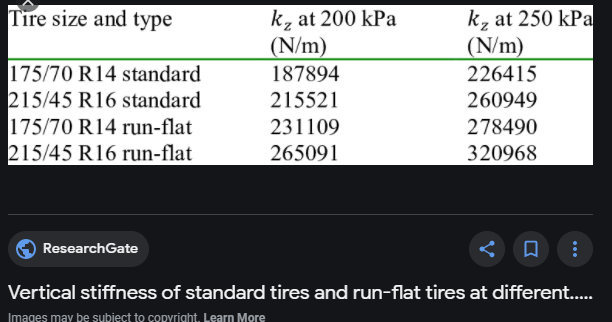 Tire size and type k_z at 200 kPa k_z at 250 kPa
(N/m) (N/m)
175/70 R14 standard 187894 226415
215/45 R16 standard 215521 260949
175/70 R14 run-flat 231109 278490
215/45 R16 run-flat 265091 320968
ResearchGate
Vertical stiffness of standard tires and run-flat tires at different.....
Images may be subject to copyright. Learn More